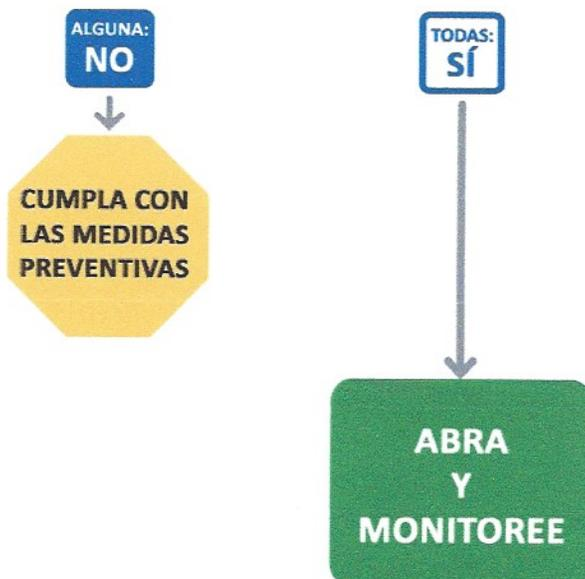 ALGUNA:
NO
TODAS:
SÍ
CUMPLA CON
LAS MEDIDAS
PREVENTIVAS
ABRA
Y
MONITOREE